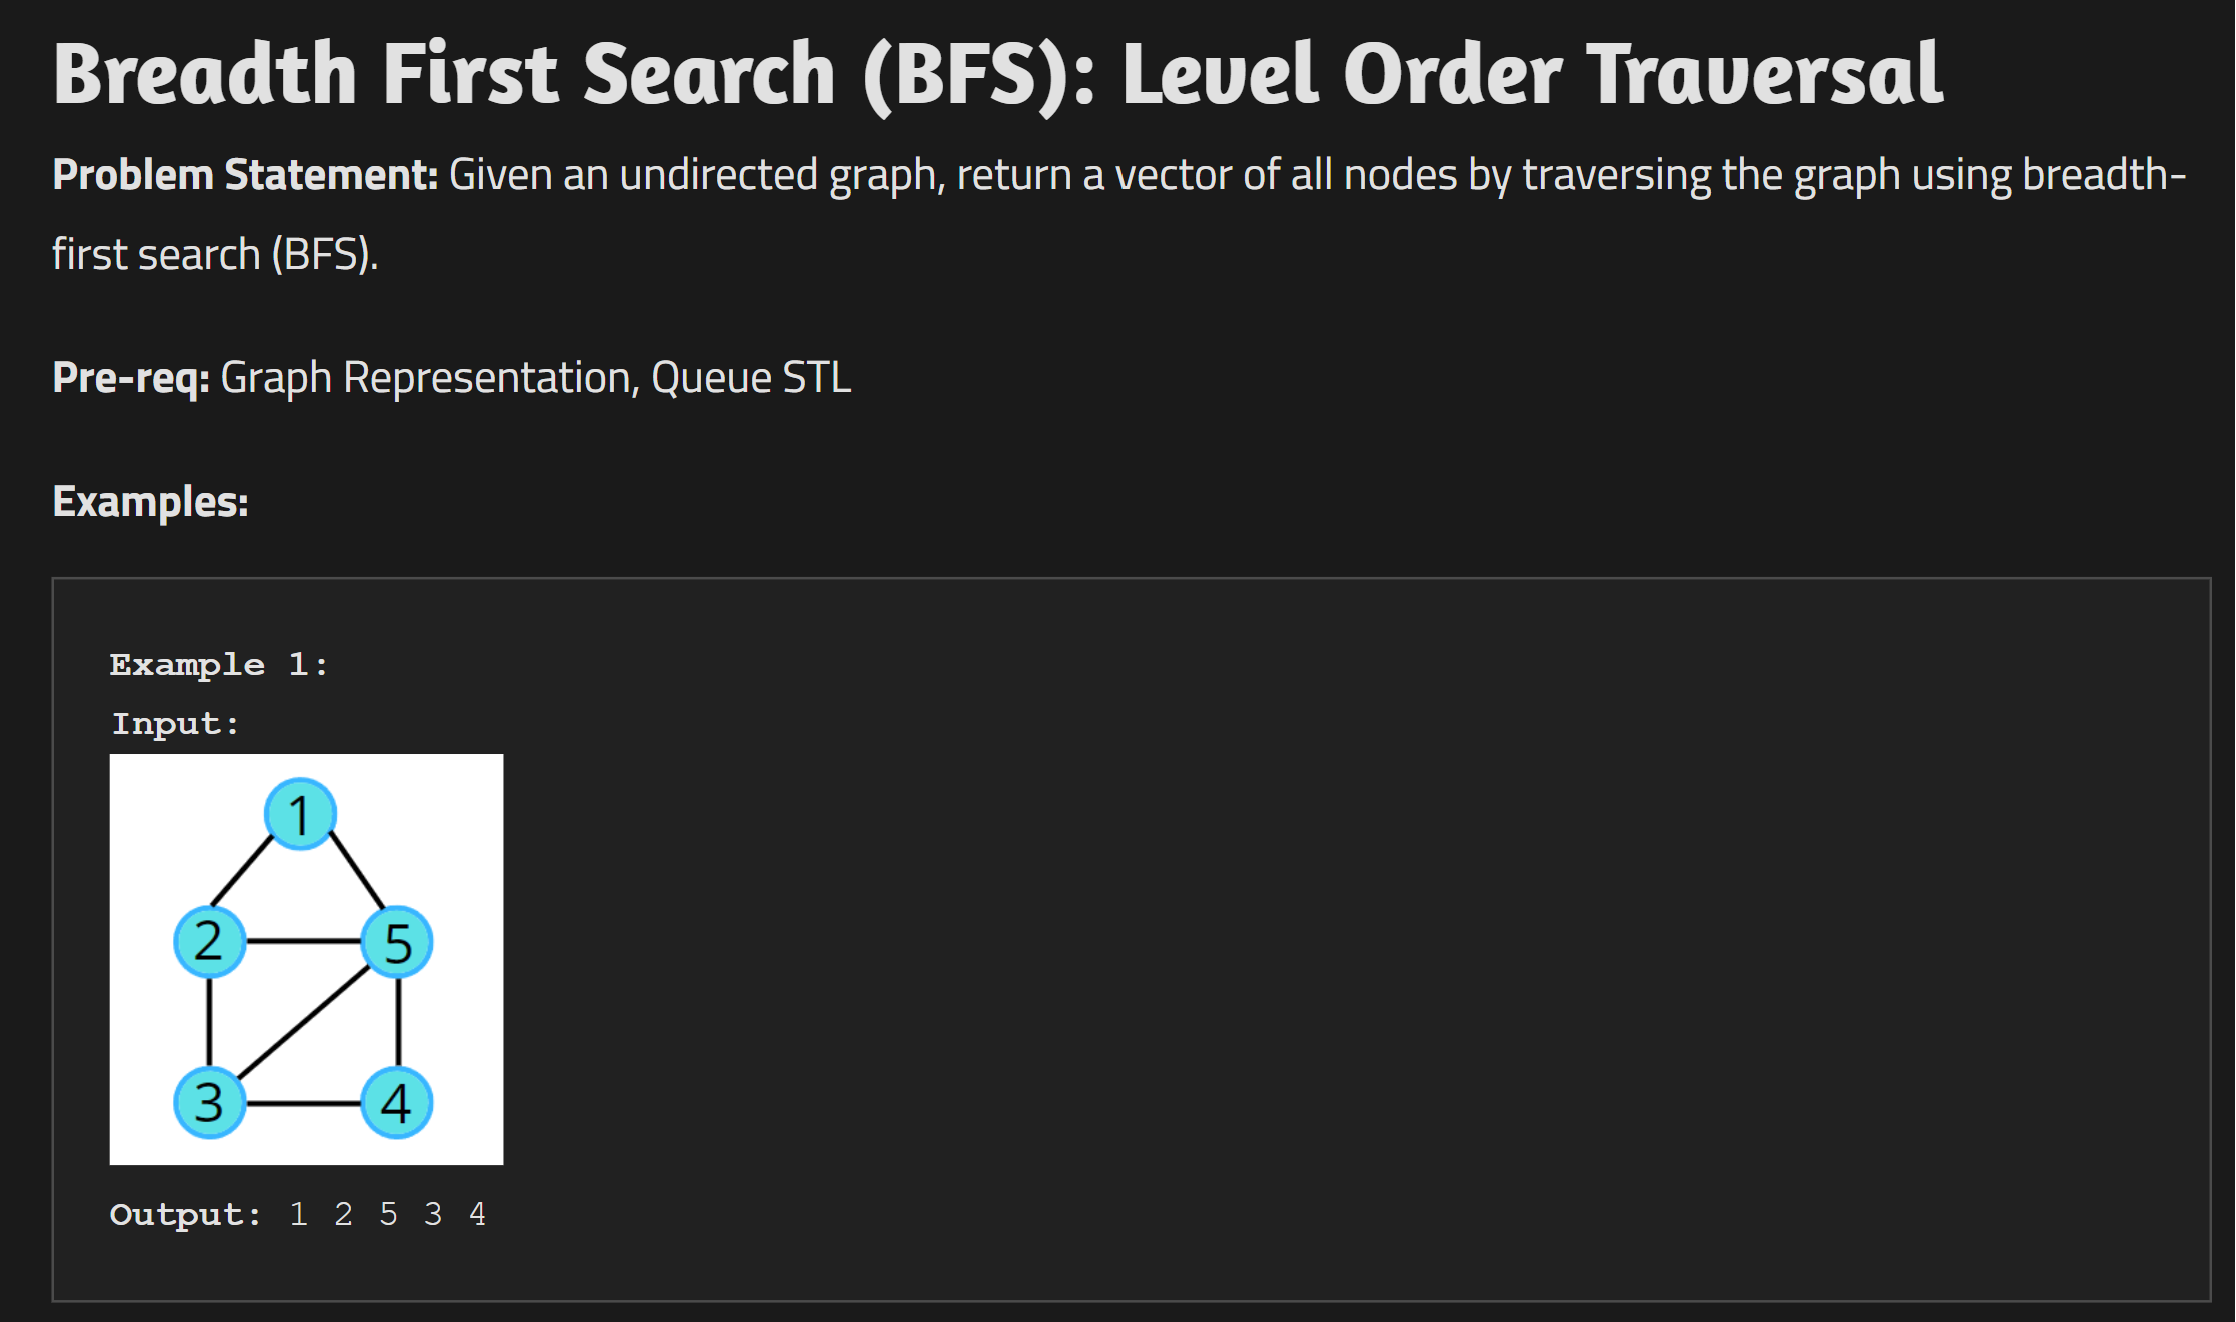 Breadth First Search (BFS): Level Order Traversal
Problem Statement: Given an undirected graph, return a vector of all nodes by traversing the graph using breadth-
first search (BFS).
Pre-req: Graph Representation, Queue STL
Examples:
Example 1:
Input:
1
2 5
3 4
Output: 1 2 5 3 4